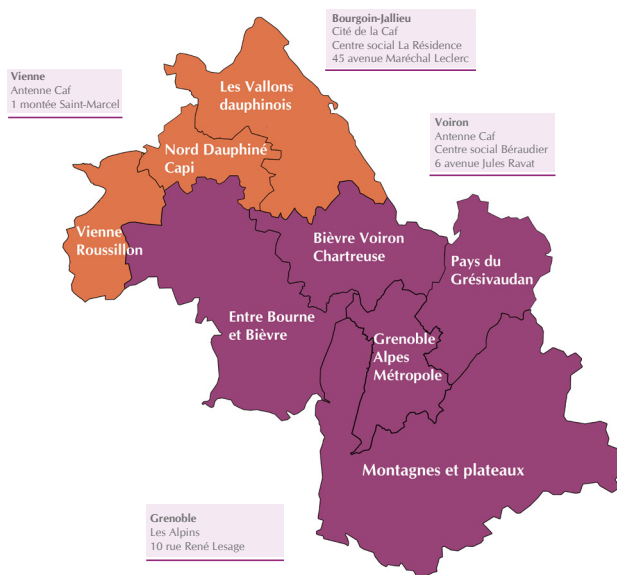 Bourgoin-Jallieu
Cité de la Caf
Centre social La Résidence
45 avenue Maréchal Leclerc
Vienne
Antenne Caf
1 montée Saint-Marcel
Les Vallons
dauphinois
Voiron
Antenne Caf
Centre social Béraudier
6 avenue Jules Ravat
Nord Dauphiné
Capi
Vienne
Roussillon
Bièvre Voiron
Chartreuse
Pays du
Grésivaudan
Entre Bourne
et Bièvre
Grenoble
Alpes
Métropole
Montagnes et plateaux
Grenoble
Les Alpins
10 rue René Lesage